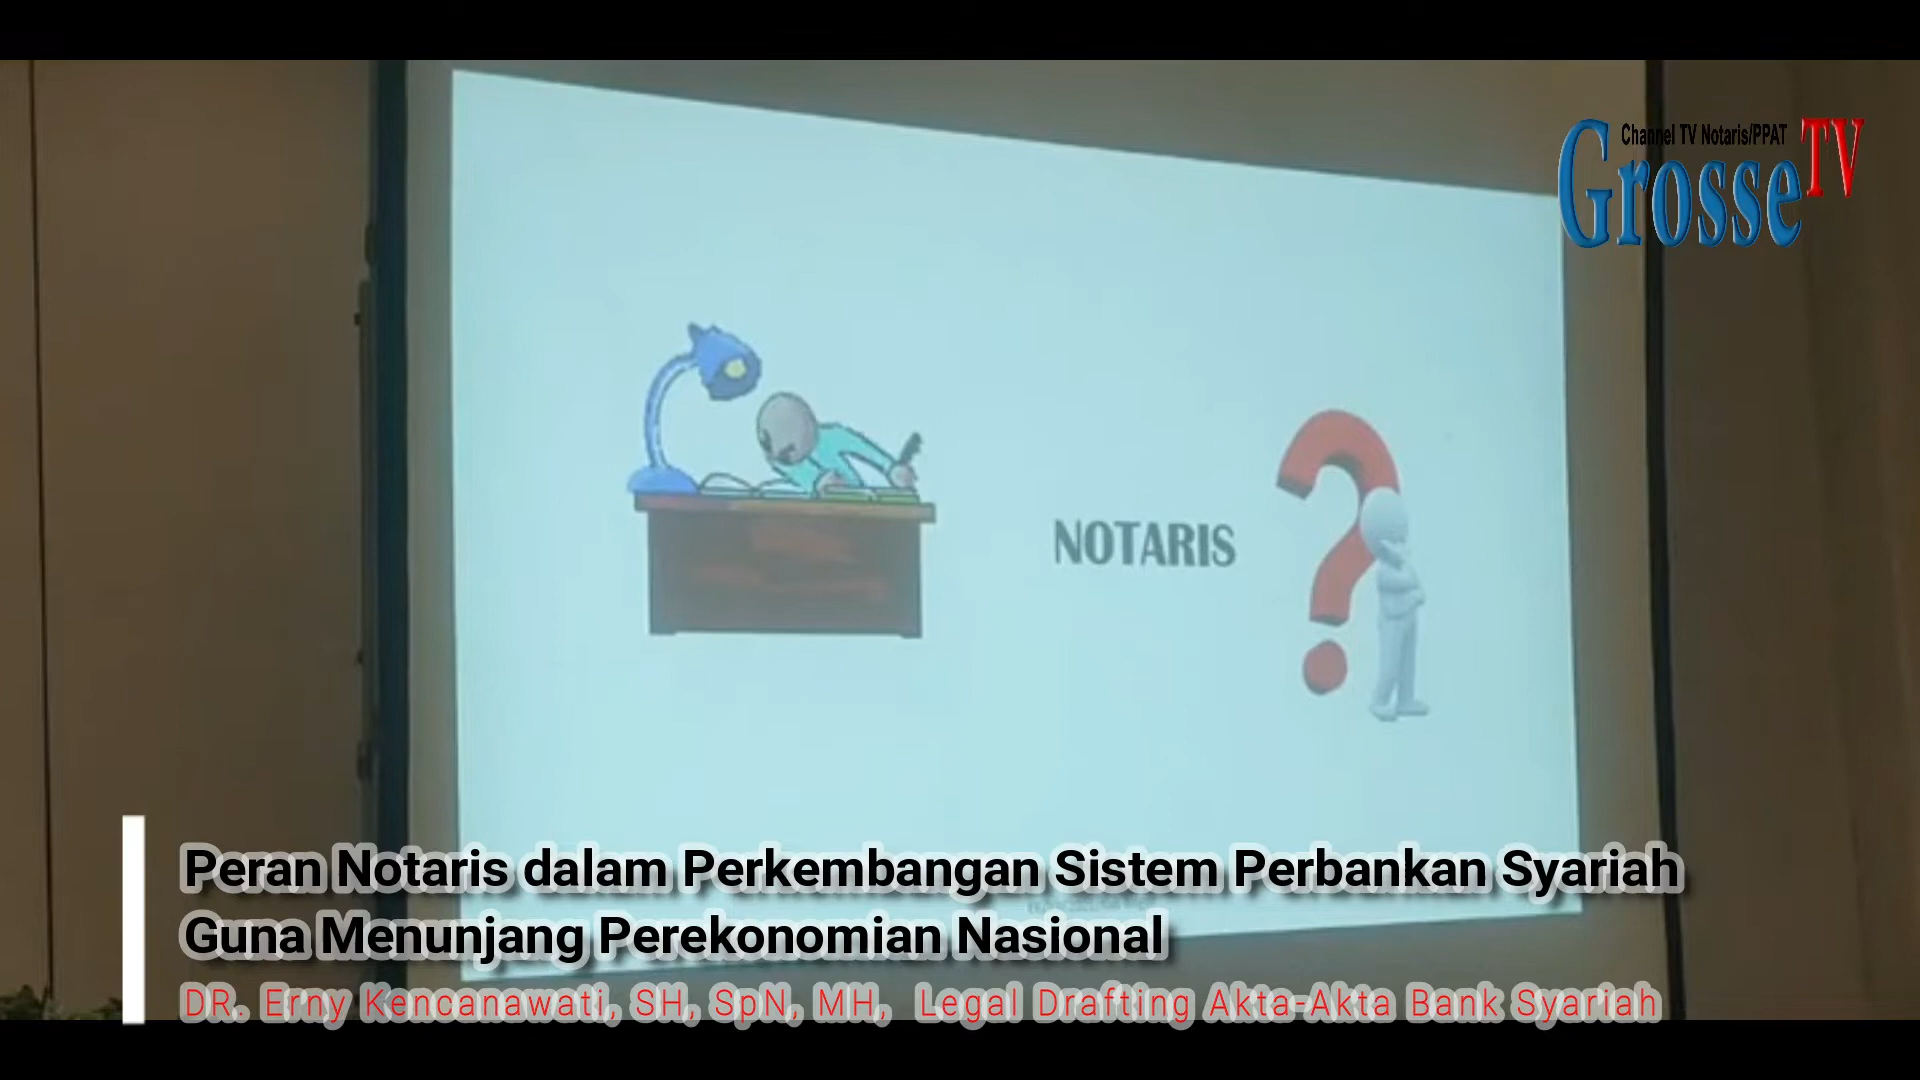 Channel TV Notaris/PPAT
Grosse TV
NOTARIS
Peran Notaris dalam Perkembangan Sistem Perbankan Syariah
Guna Menunjang Perekonomian Nasional
DR. Erny Kencanawati, SH, SpN, MH, Legal Drafting Akta-Akta Bank Syariah